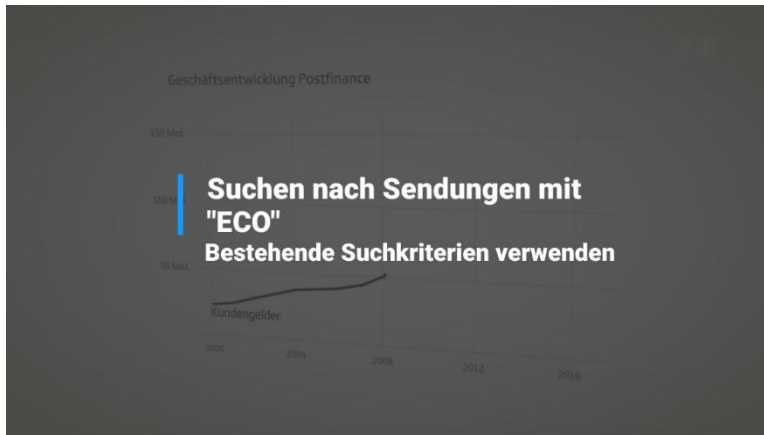 Geschäftsentwicklung Postfinance
150 Mrd.
100 Mrd.
Suchen nach Sendungen mit
"ECO"
Bestehende Suchkriterien verwenden
50 Mrd.
Kundengelder
2000
2004
2008
2012
2016